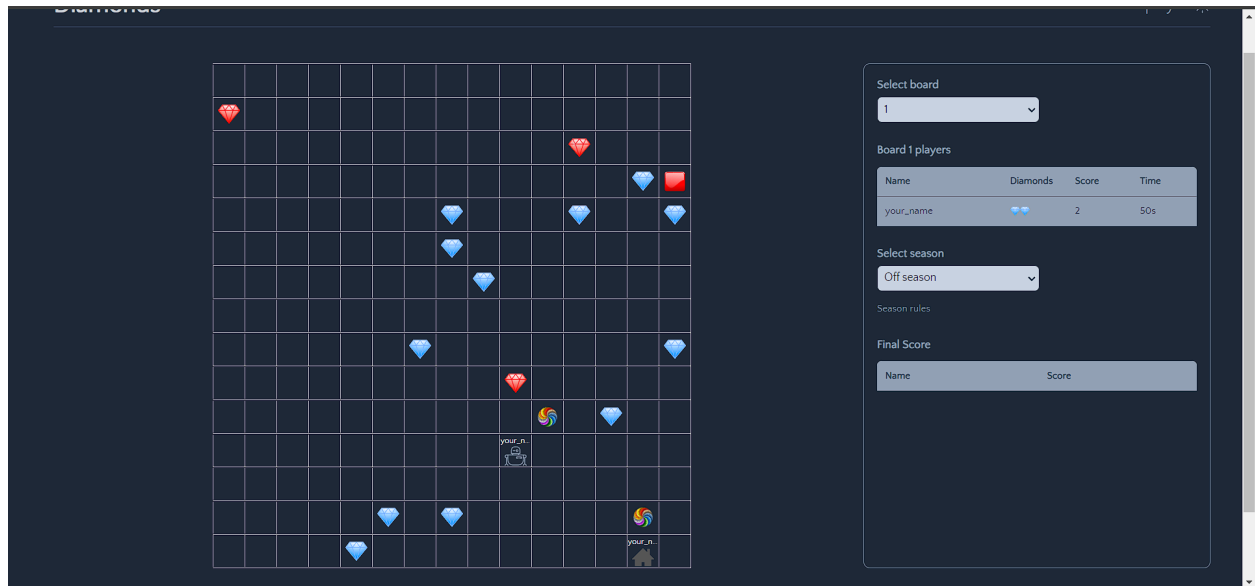 Diamonds
Select board
1
Board 1 players
Name Diamonds Score Time
your_name 2 50s
Select season
Off season
Season rules
Final Score
Name Score
your_n..
your_n..